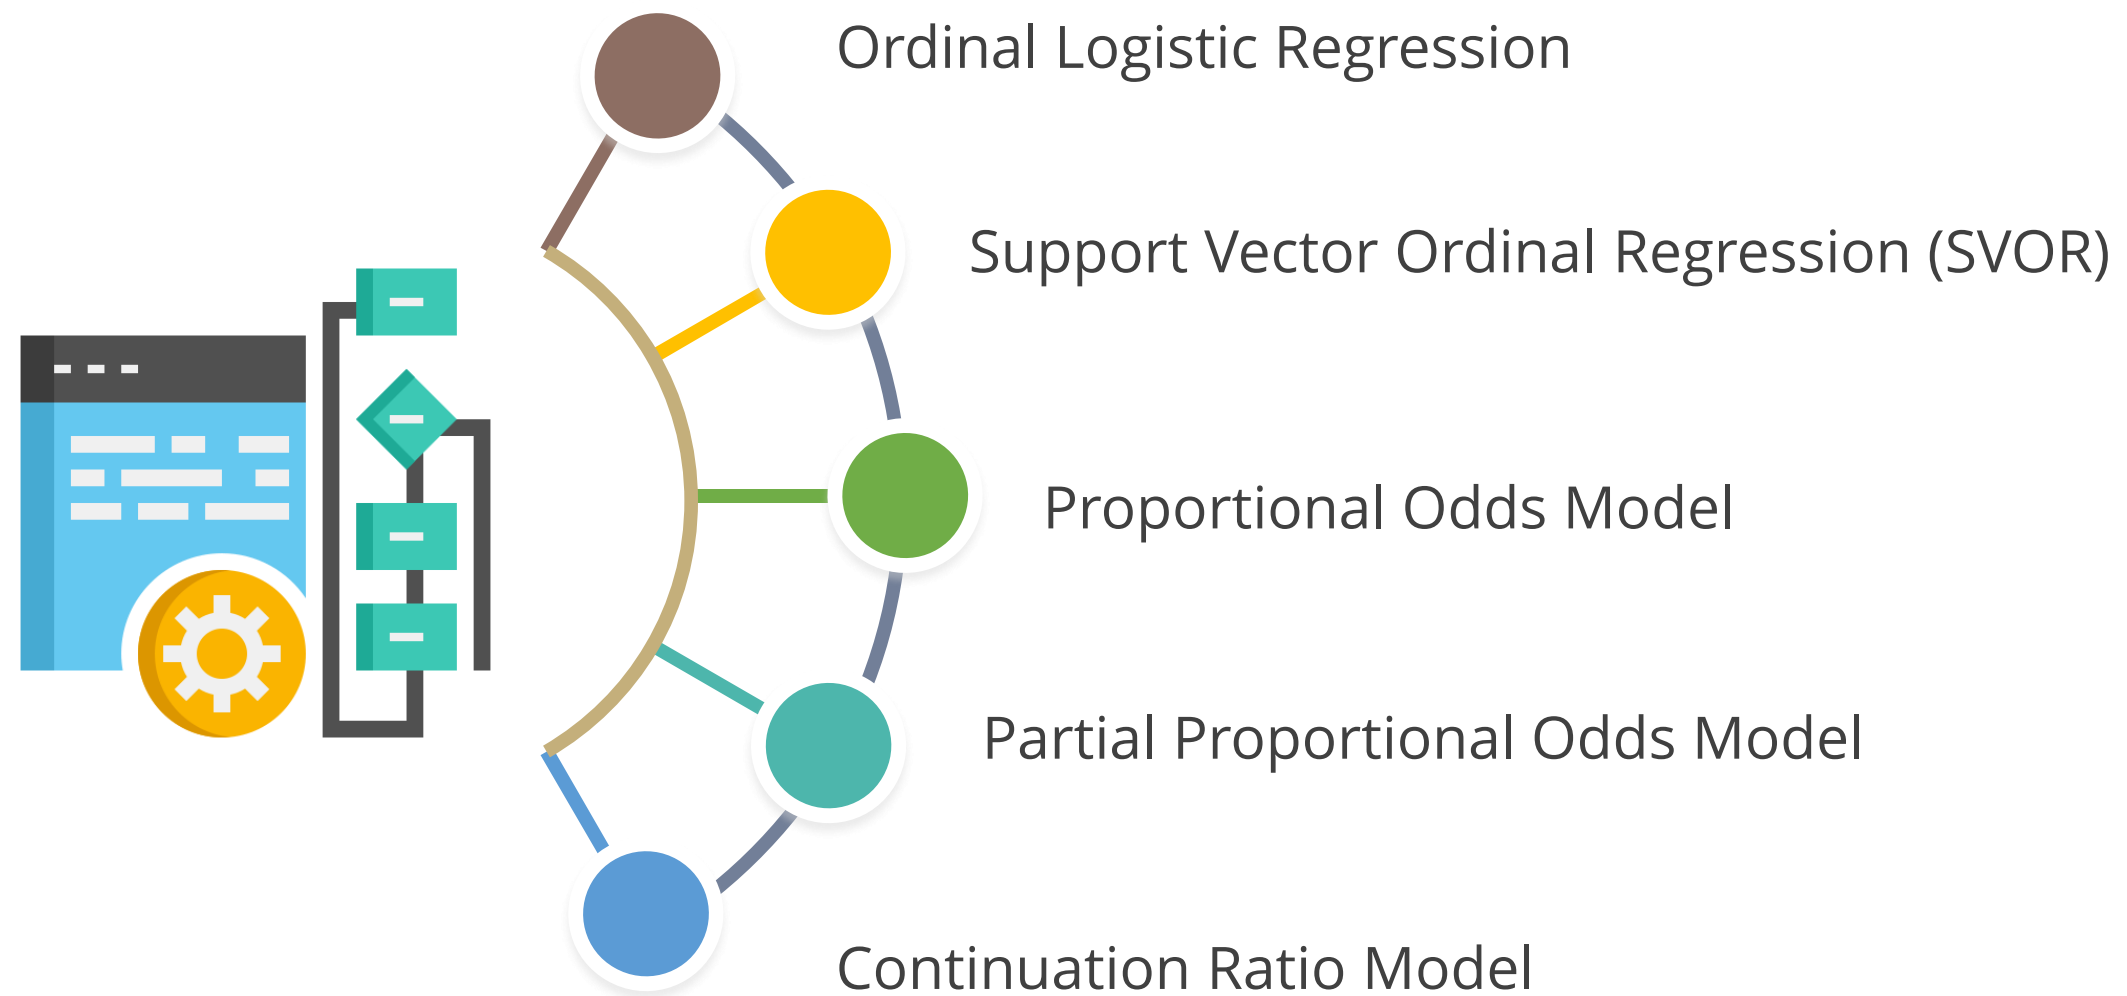 Ordinal Logistic Regression
Support Vector Ordinal Regression (SVOR)
Proportional Odds Model
Partial Proportional Odds Model
Continuation Ratio Model